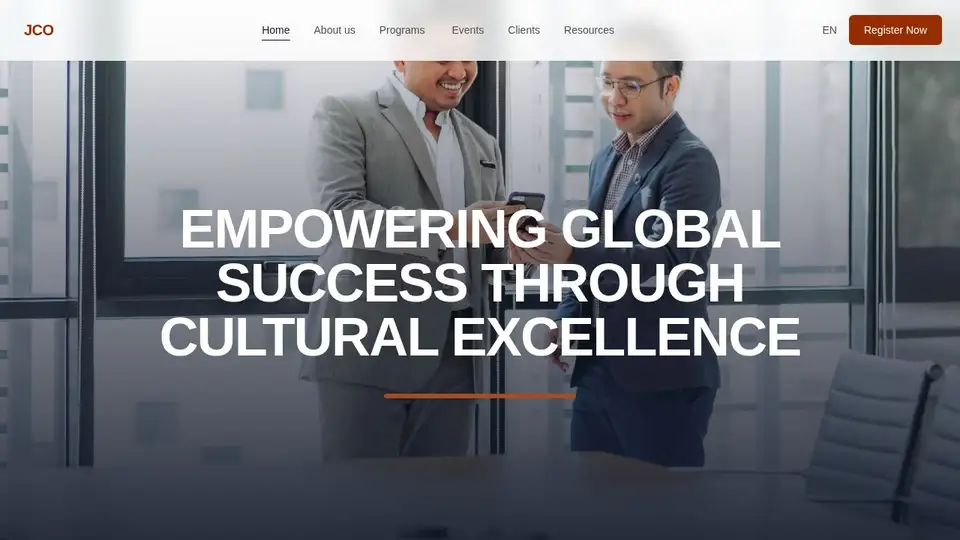 JCO
Home
About us
Programs
Events
Clients
Resources
EN
Register Now
EMPOWERING GLOBAL
SUCCESS THROUGH
CULTURAL EXCELLENCE